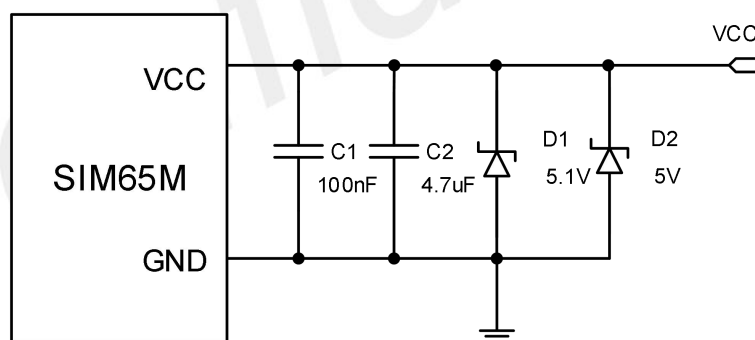 VCC
VCC
C1
C2
D1
D2
100nF
4.7uF
5.1V
5V
SIM65M
GND